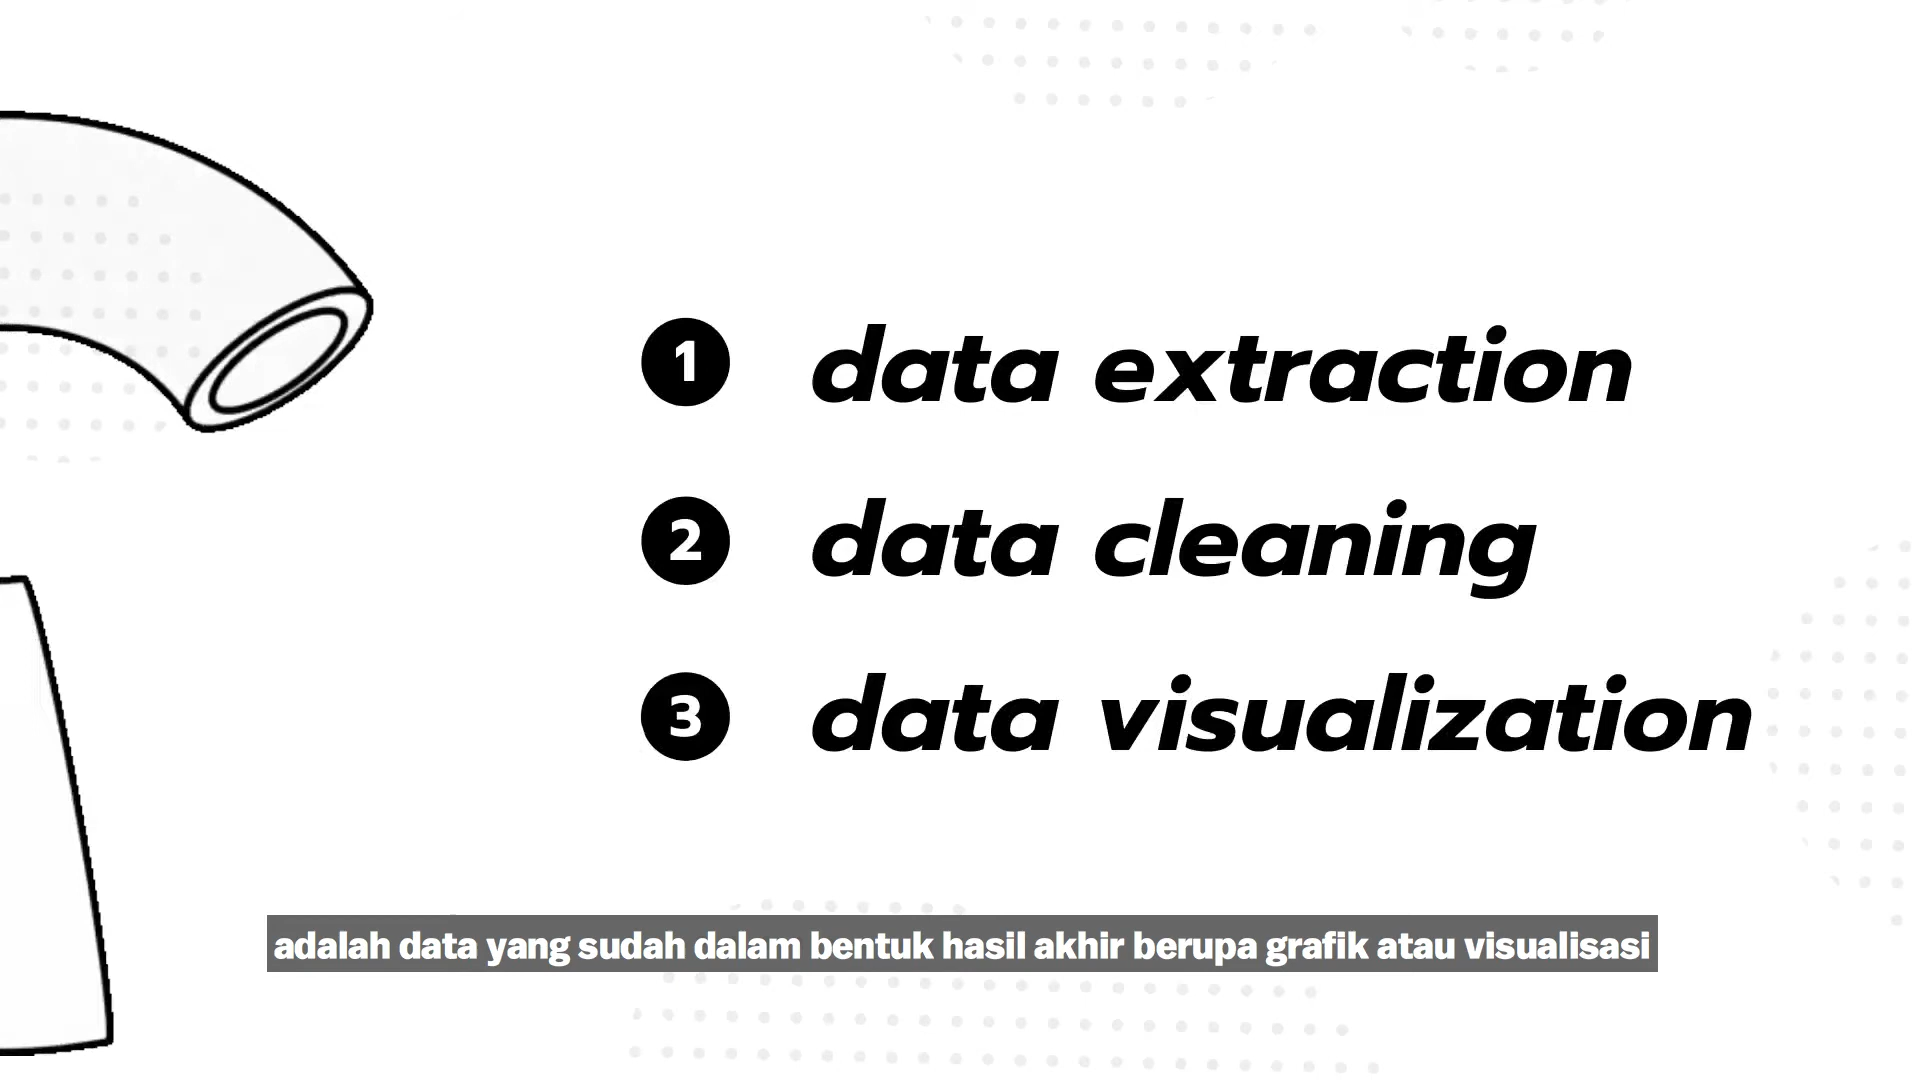 1 data extraction
2 data cleaning
3 data visualization
adalah data yang sudah dalam bentuk hasil akhir berupa grafik atau visualisasi